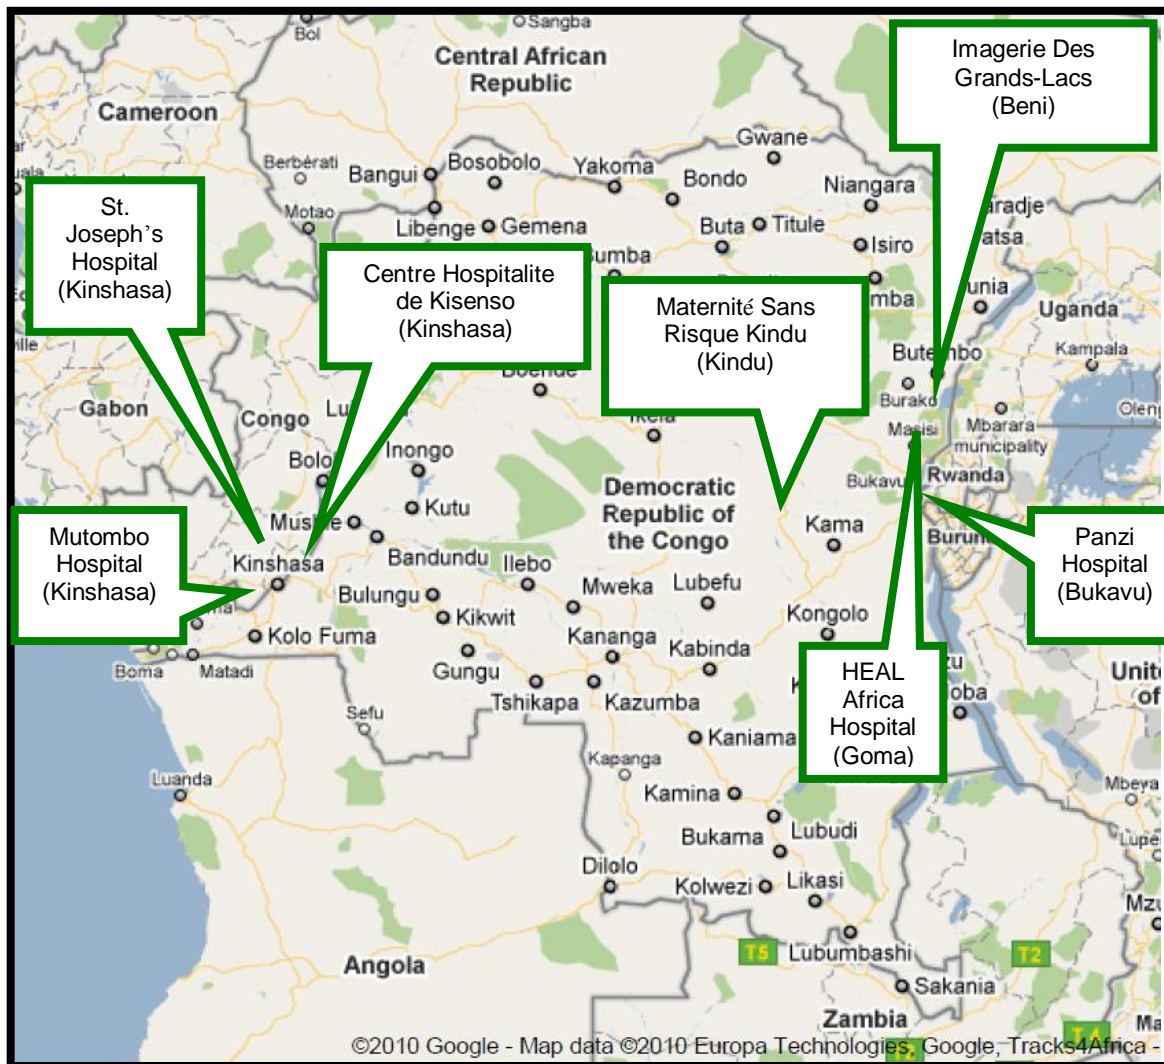 Sangba
Bol
Central African
Republic
Imagerie Des
Grands-Lacs
(Beni)
Cameroon
Gwane
Berbérati
Bangui
Bosobolo
Yakoma
Bondo
Niangara
St.
Joseph’s
Hospital
(Kinshasa)
Motao
Libenge
Gemena
Buta
Titule
Isiro
Centre Hospitalite
de Kisenso
(Kinshasa)
Maternité Sans
Risque Kindu
(Kindu)
Uganda
Kampala
Butembo
Burako
Gabon
Congo
Masisi
Mbarara
municipality
Inongo
Bukavu
Rwanda
Kutu
Democratic
Republic of
the Congo
Kama
Mutombo
Hospital
(Kinshasa)
Kinshasa
Bandundu
Ilebo
Panzi
Hospital
(Bukavu)
Bulungu
Mweka
Lubefu
Kikwit
Kongolo
Kolo Fuma
Kananga
Kabinda
Boma
Matadi
Gungu
Tshikapa
Kazumba
HEAL
Africa
Hospital
(Goma)
Sefu
Kaniama
Kapanga
Luanda
Kamina
Mbeya
Bukama
Lubudi
Dilolo
Kolwezi
Likasi
T5
Lubumbashi
T2
Angola
Sakania
Zambia
©2010 Google - Map data ©2010 Europa Technologies, Google, Tracks4Africa -